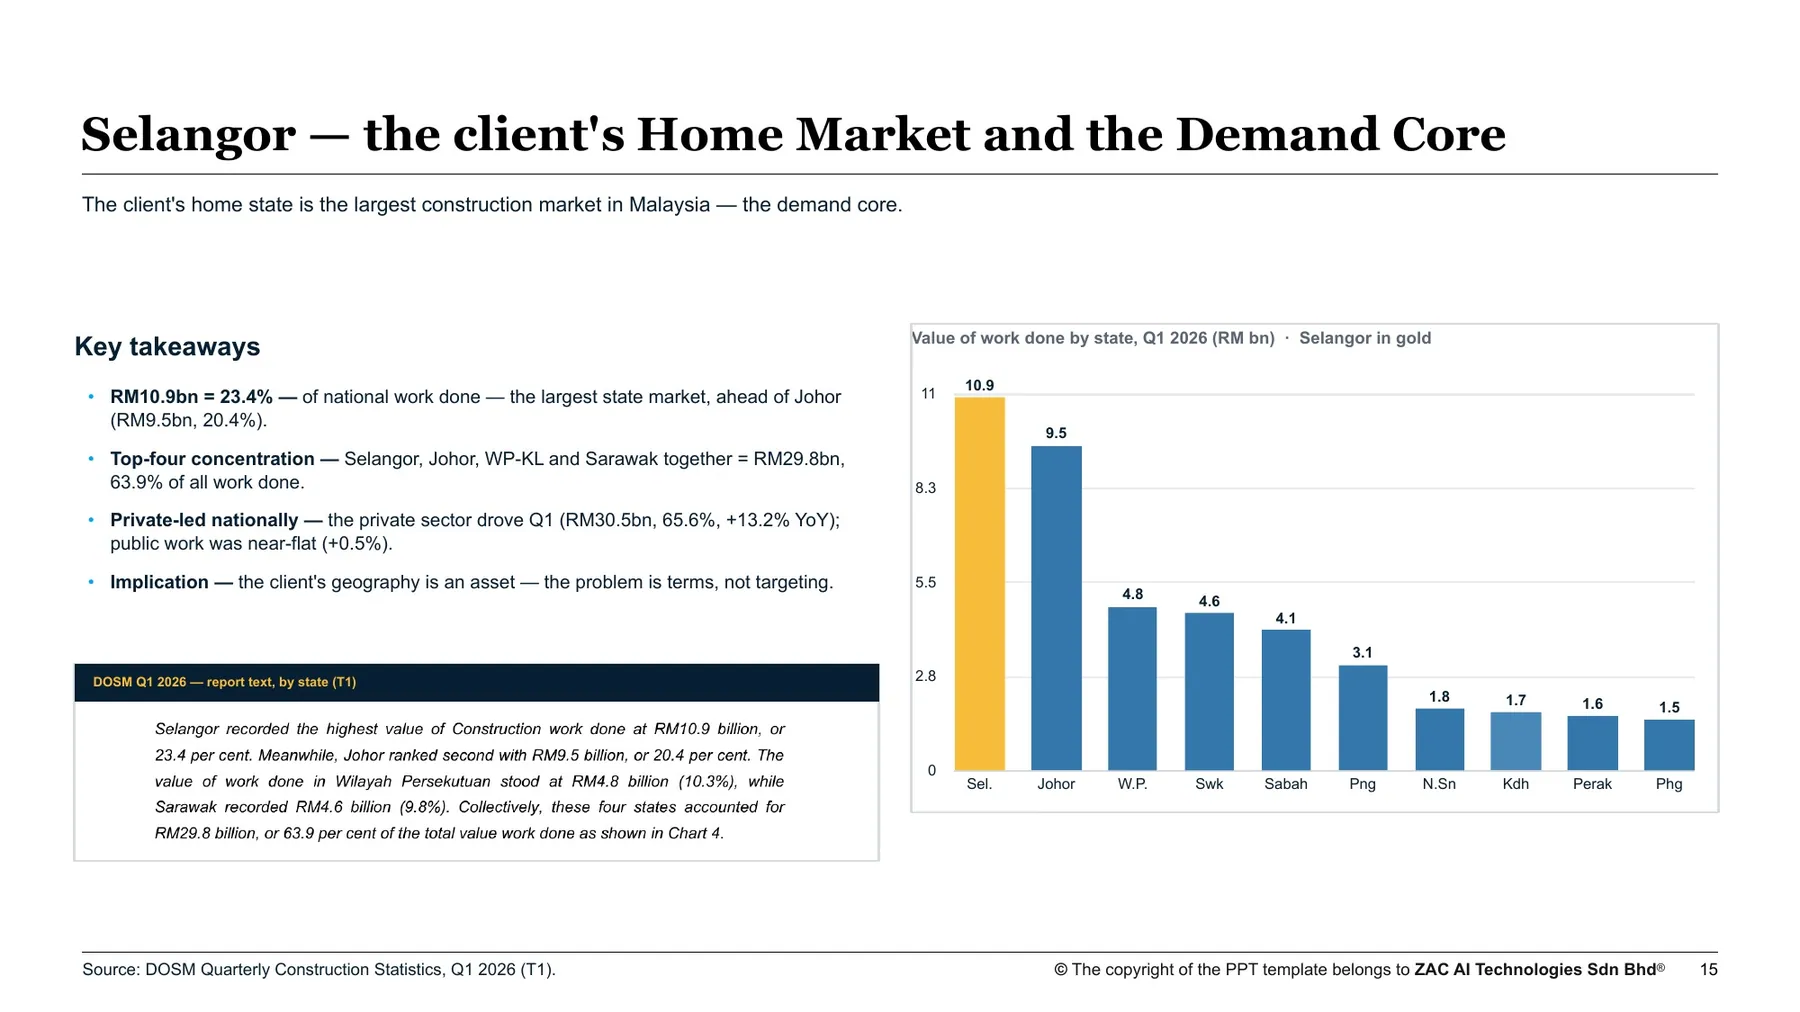 Selangor — the client's Home Market and the Demand Core
The client's home state is the largest construction market in Malaysia — the demand core.
Key takeaways
• RM10.9bn = 23.4% — of national work done — the largest state market, ahead of Johor
(RM9.5bn, 20.4%).
• Top-four concentration — Selangor, Johor, WP-KL and Sarawak together = RM29.8bn,
63.9% of all work done.
• Private-led nationally — the private sector drove Q1 (RM30.5bn, 65.6%, +13.2% YoY);
public work was near-flat (+0.5%).
• Implication — the client's geography is an asset — the problem is terms, not targeting.
DOSM Q1 2026 — report text, by state (T1)
Selangor recorded the highest value of Construction work done at RM10.9 billion, or
23.4 per cent. Meanwhile, Johor ranked second with RM9.5 billion, or 20.4 per cent. The
value of work done in Wilayah Persekutuan stood at RM4.8 billion (10.3%), while
Sarawak recorded RM4.6 billion (9.8%). Collectively, these four states accounted for
RM29.8 billion, or 63.9 per cent of the total value work done as shown in Chart 4.
Value of work done by state, Q1 2026 (RM bn) · Selangor in gold
11
8.3
5.5
2.8
0
10.9
9.5
4.8
4.6
4.1
3.1
1.8
1.7
1.6
1.5
Sel. Johor W.P. Swk Sabah Png N.Sn Kdh Perak Phg
Source: DOSM Quarterly Construction Statistics, Q1 2026 (T1).
© The copyright of the PPT template belongs to ZAC AI Technologies Sdn Bhd® 15